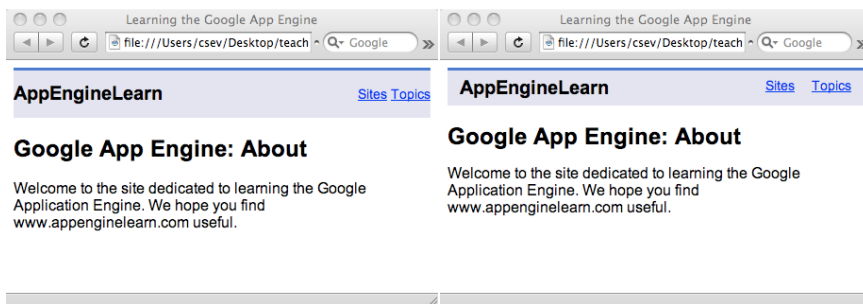 Learning the Google App Engine
file:///Users/csev/Desktop/teach
Google
AppEngineLearn
Sites Topics
Google App Engine: About
Welcome to the site dedicated to learning the Google
Application Engine. We hope you find
www.appenginelearn.com useful.
Learning the Google App Engine
file:///Users/csev/Desktop/teach
Google
AppEngineLearn
Sites Topics
Google App Engine: About
Welcome to the site dedicated to learning the Google
Application Engine. We hope you find
www.appenginelearn.com useful.